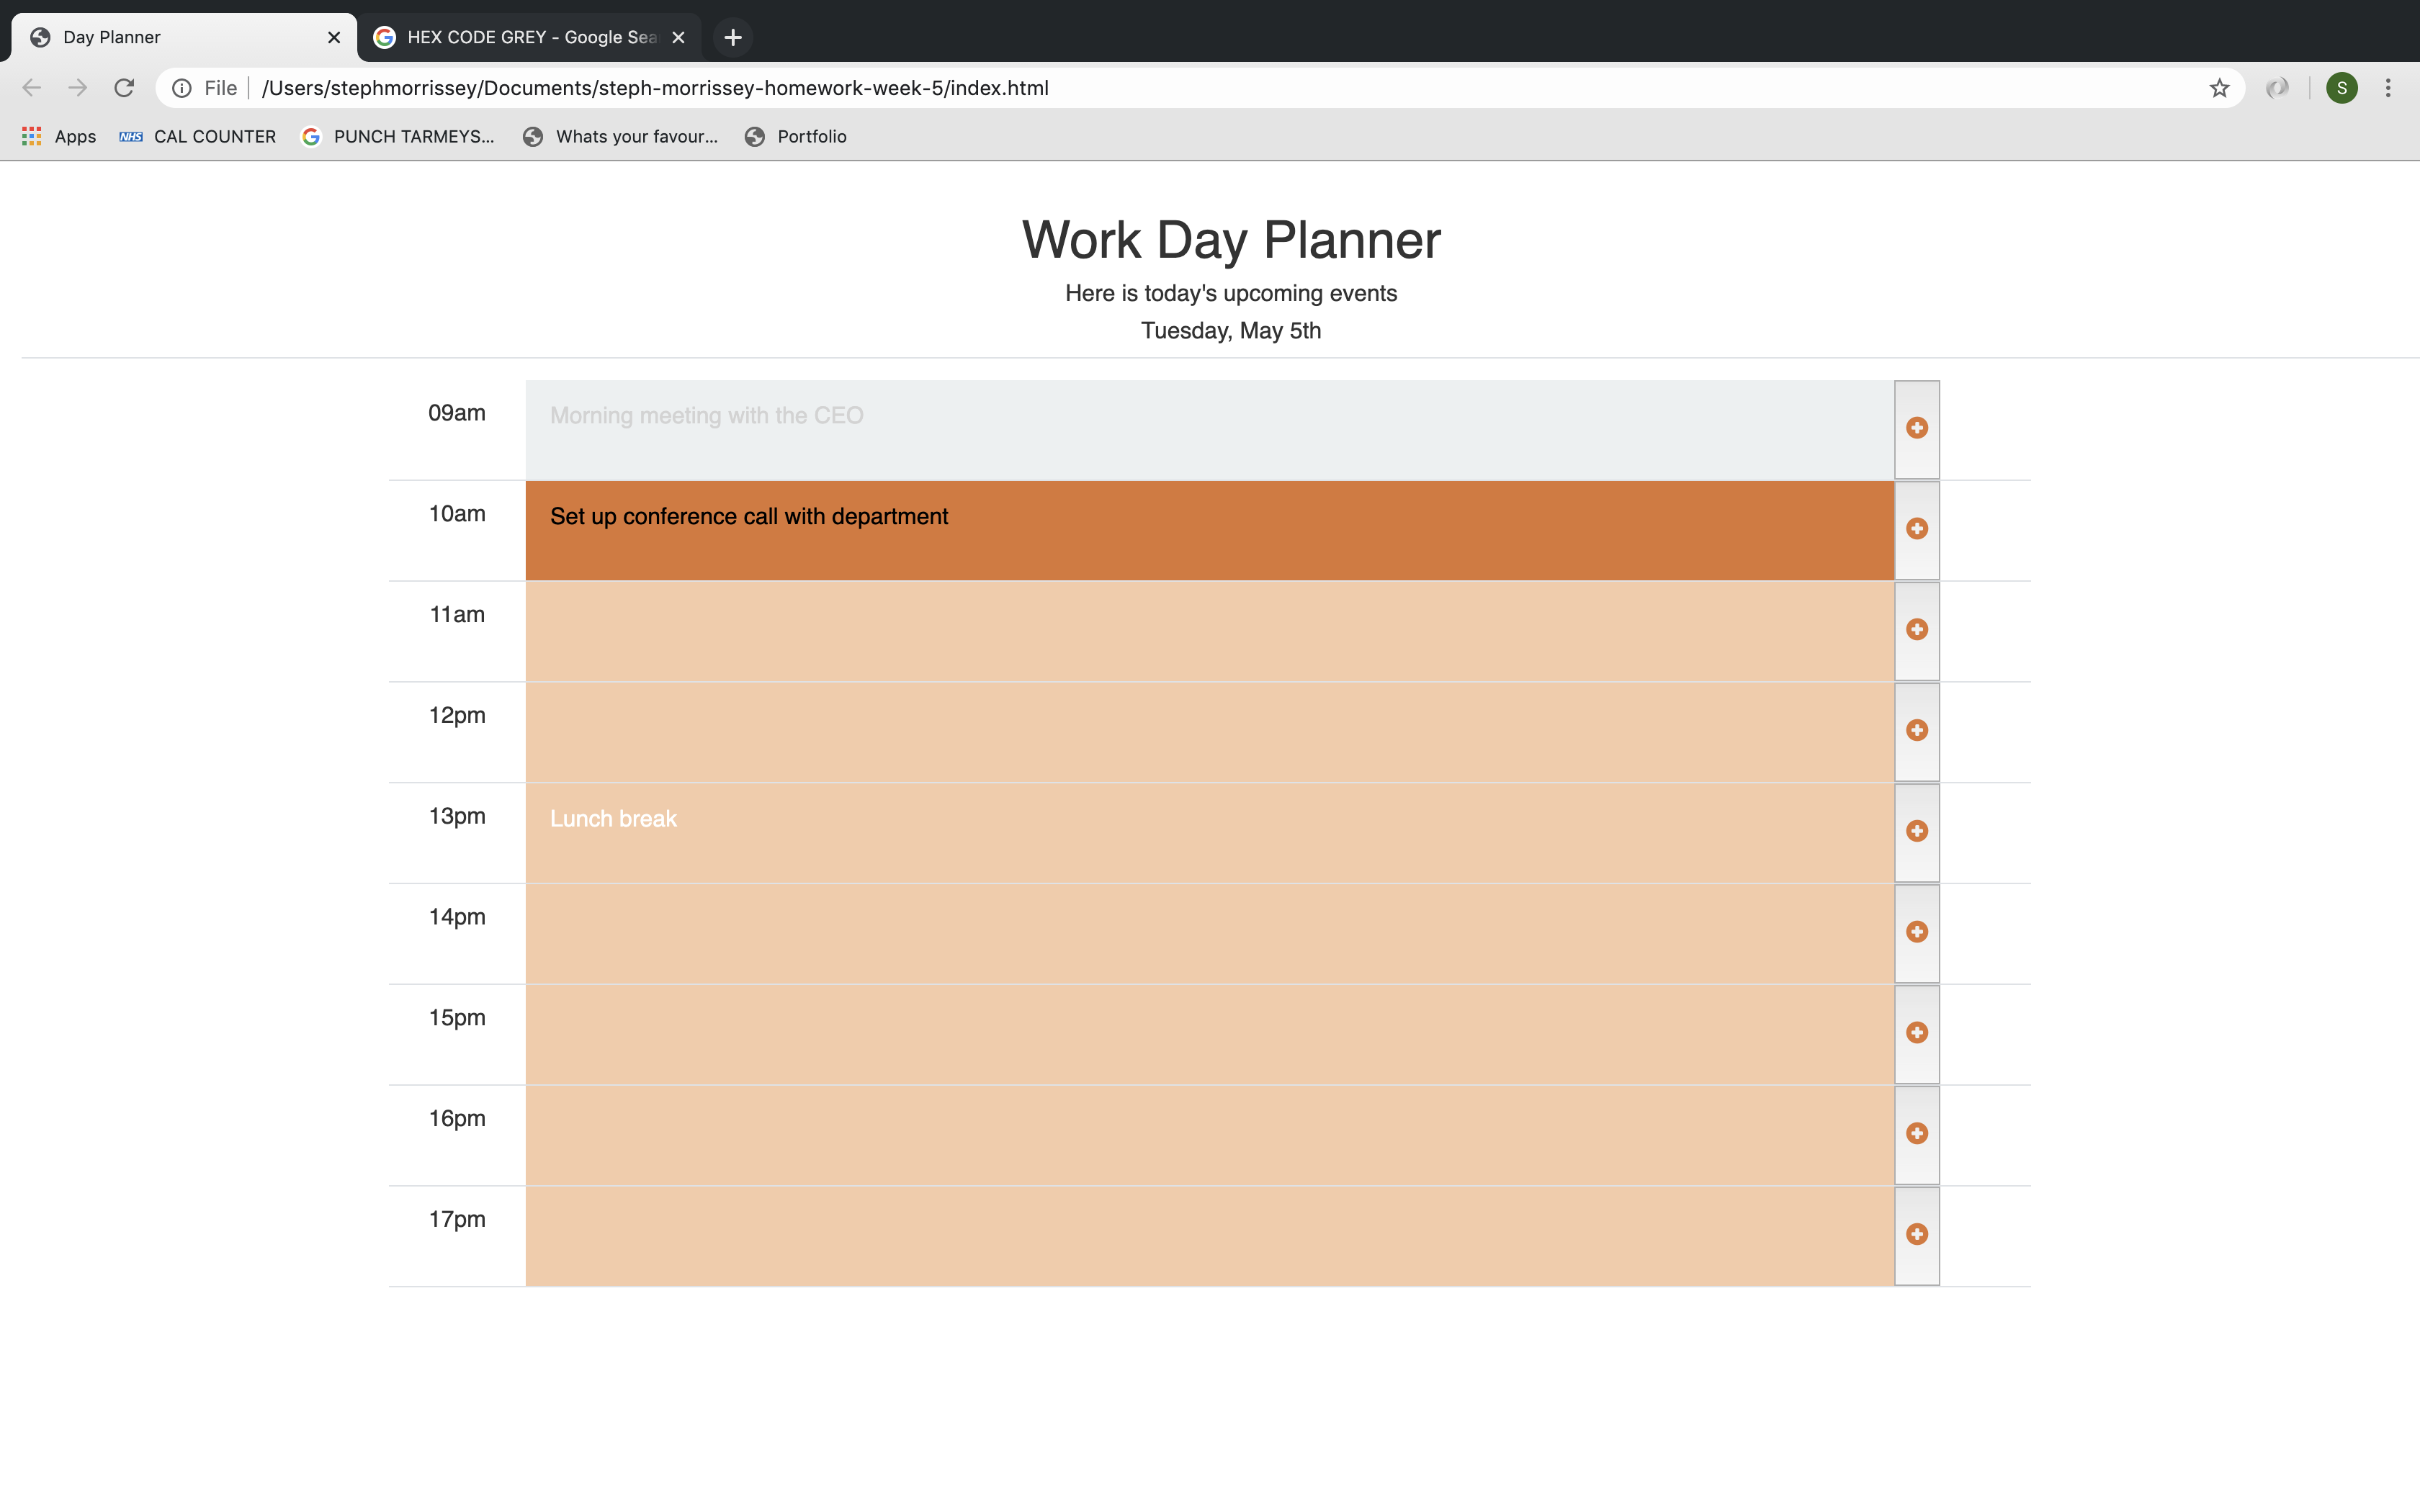 Day Planner
HEX CODE GREY - Google Sea
File /Users/stephmorrissey/Documents/steph-morrissey-homework-week-5/index.html
S
Apps NHS CAL COUNTER PUNCH TARMEYS... Whats your favour... Portfolio
Work Day Planner
Here is today's upcoming events
Tuesday, May 5th
09am Morning meeting with the CEO
10am Set up conference call with department
11am
12pm
13pm Lunch break
14pm
15pm
16pm
17pm